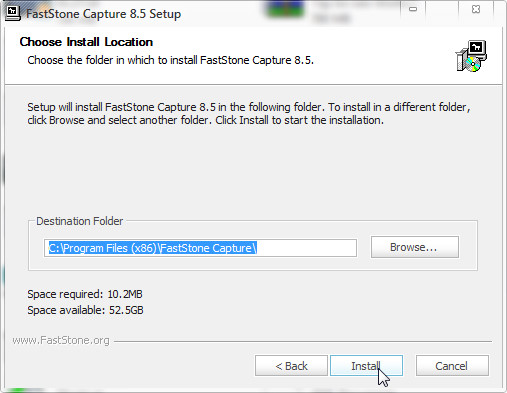 FastStone Capture 8.5 Setup
Choose Install Location
Choose the folder in which to install FastStone Capture 8.5.
Setup will install FastStone Capture 8.5 in the following folder. To install in a different folder,
click Browse and select another folder. Click Install to start the installation.
Destination Folder
C:\Program Files (x86)\FastStone Capture\
Browse...
Space required: 10.2MB
Space available: 52.5GB
www.FastStone.org
< Back
Install
Cancel